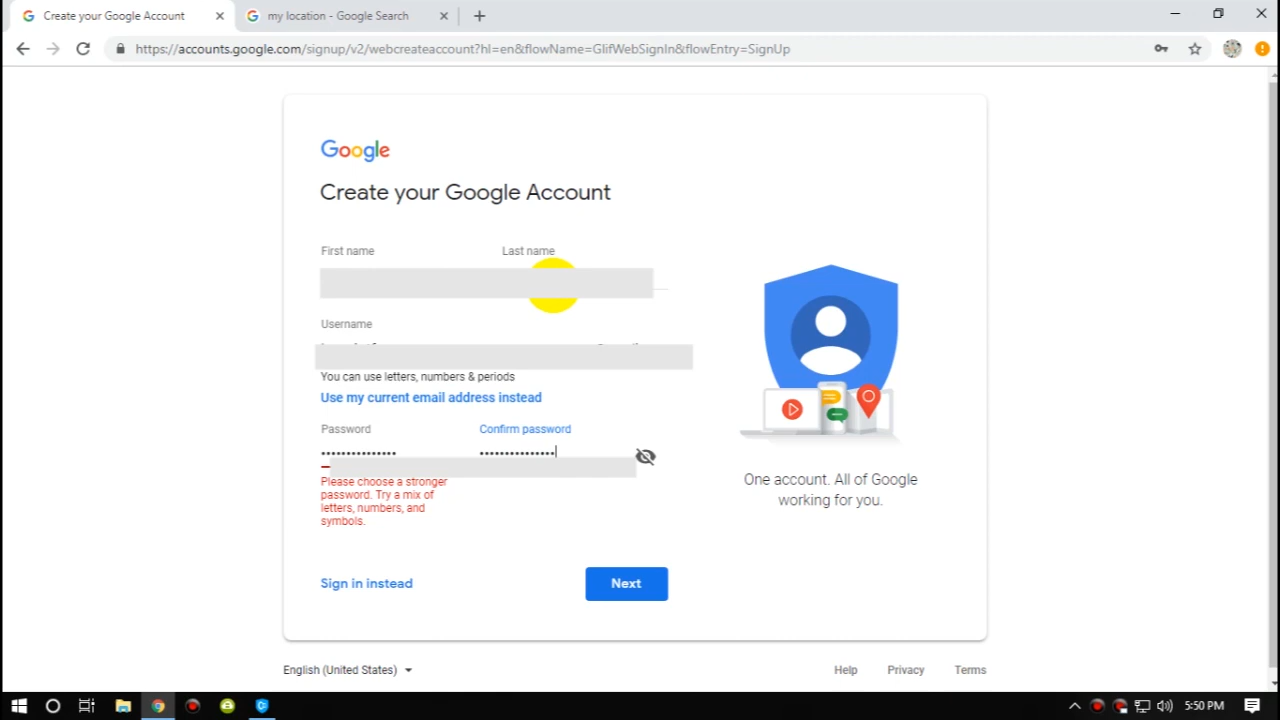 Create your Google Account
my location - Google Search
https://accounts.google.com/signup/v2/webcreateaccount?hl=en&flowName=GlifWebSignIn&flowEntry=SignUp
Google
Create your Google Account
First name Last name
Username
You can use letters, numbers & periods
Use my current email address instead
Password Confirm password
Please choose a stronger
password. Try a mix of
letters, numbers, and
symbols.
One account. All of Google
working for you.
Sign in instead Next
English (United States) Help Privacy Terms
5:50 PM